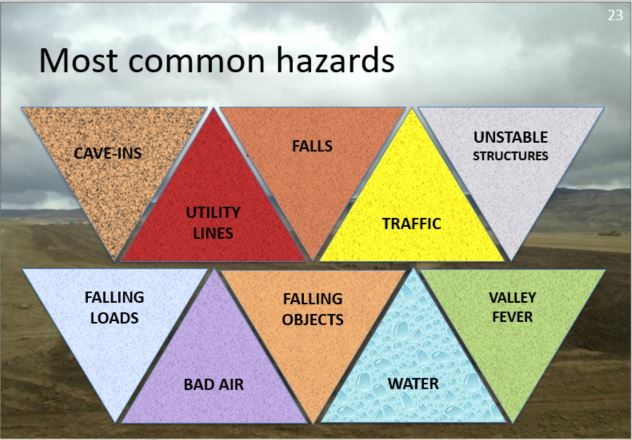 23
Most common hazards
CAVE-INS
UTILITY
LINES
FALLS
TRAFFIC
UNSTABLE
STRUCTURES
FALLING
LOADS
BAD AIR
FALLING
OBJECTS
WATER
VALLEY
FEVER